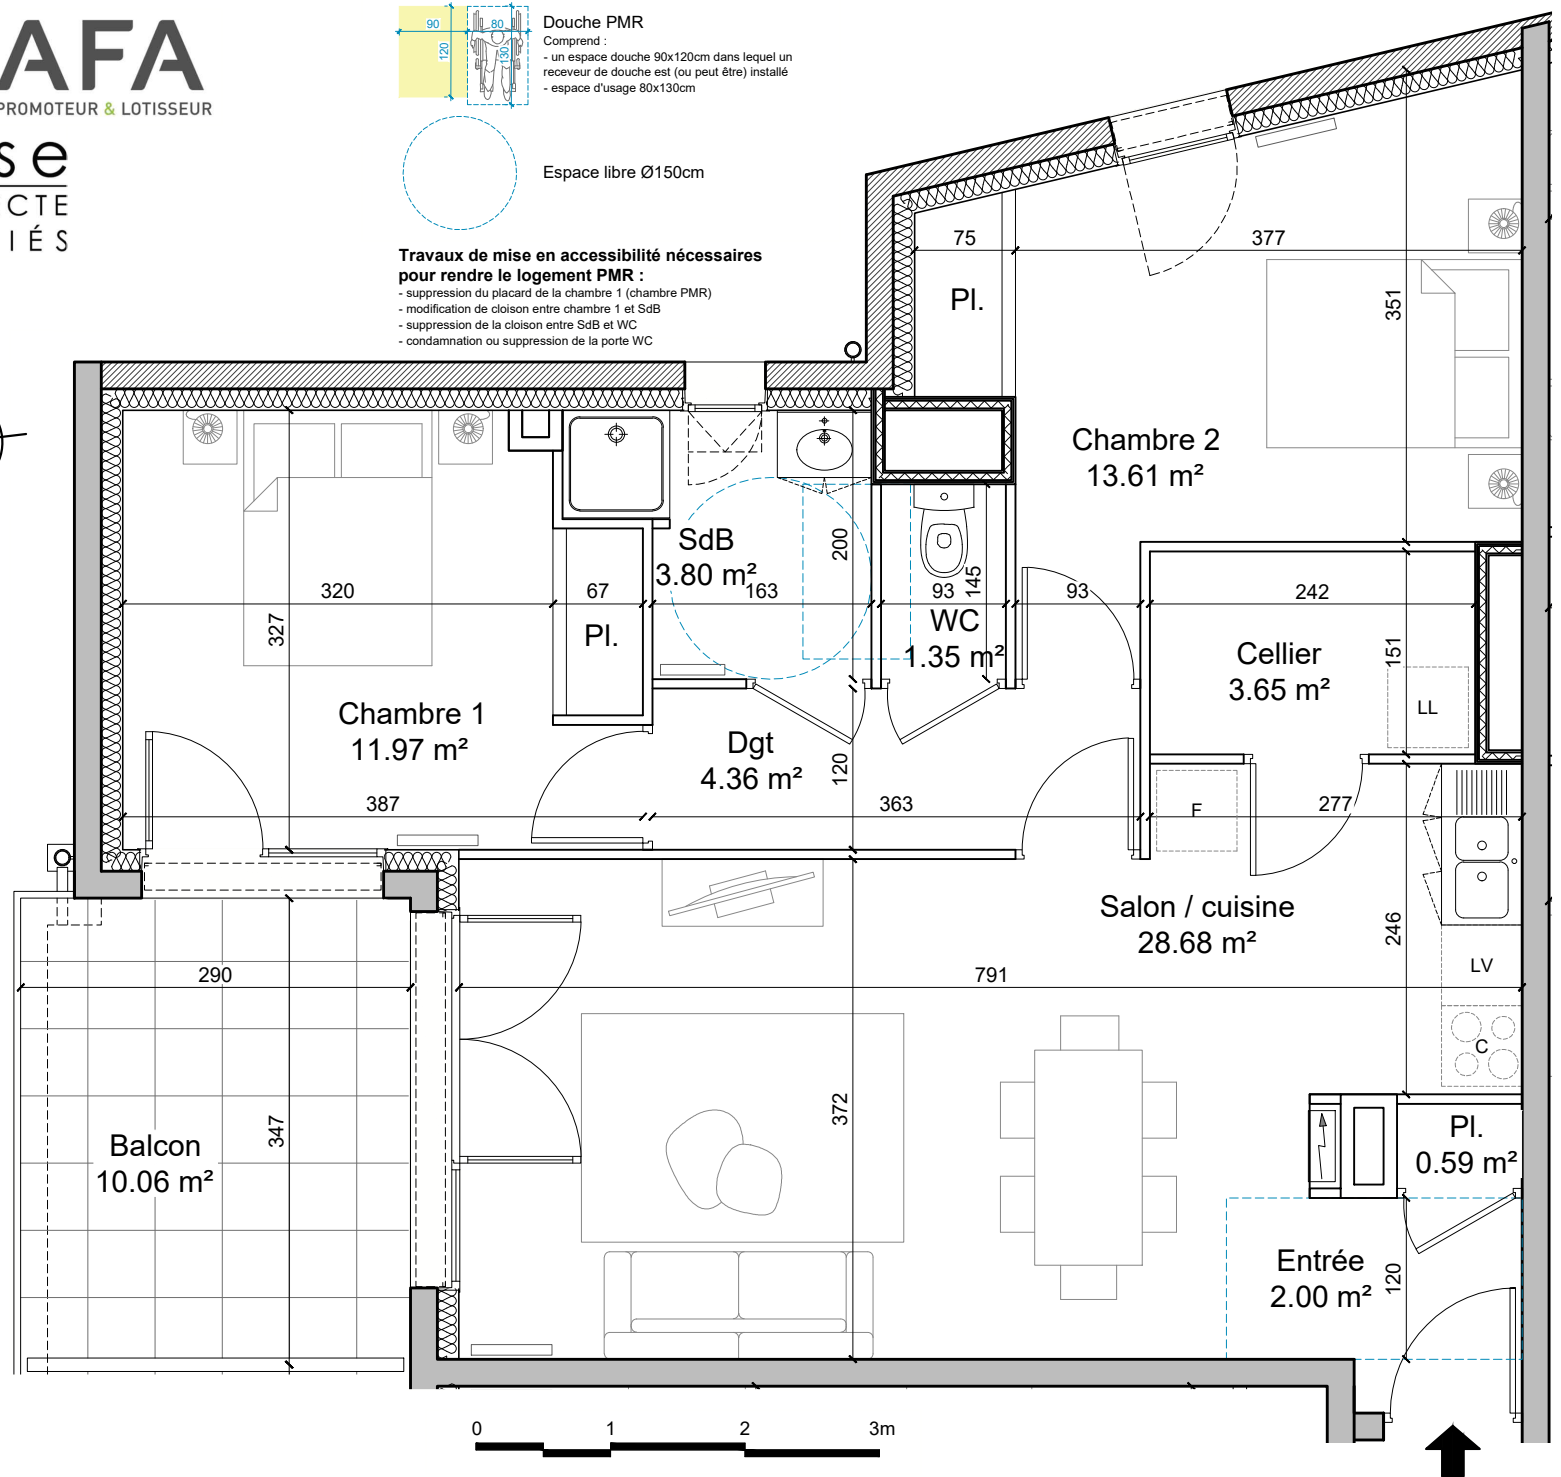 AFA
PROMOTEUR & LOTISSEUR
se
CTE
IÉS
90
80
120
130
Douche PMR
Comprend :
- un espace douche 90x120cm dans lequel un
receveur de douche est (ou peut être) installé
- espace d'usage 80x130cm
Espace libre Ø150cm
Travaux de mise en accessibilité nécessaires
pour rendre le logement PMR :
- suppression du placard de la chambre 1 (chambre PMR)
- modification de cloison entre chambre 1 et SdB
- suppression de la cloison entre SdB et WC
- condamnation ou suppression de la porte WC
75
377
Pl.
351
Chambre 2
13.61 m²
SdB
3.80 m²
200
320
67
163
93
145
93
242
327
Pl.
WC
1.35 m²
Cellier
3.65 m²
151
LL
Chambre 1
11.97 m²
Dgt
4.36 m²
120
387
363
F
277
Salon / cuisine
28.68 m²
246
LV
290
791
C
372
347
Balcon
10.06 m²
Pl.
0.59 m²
Entrée
2.00 m²
120
0 1 2 3m